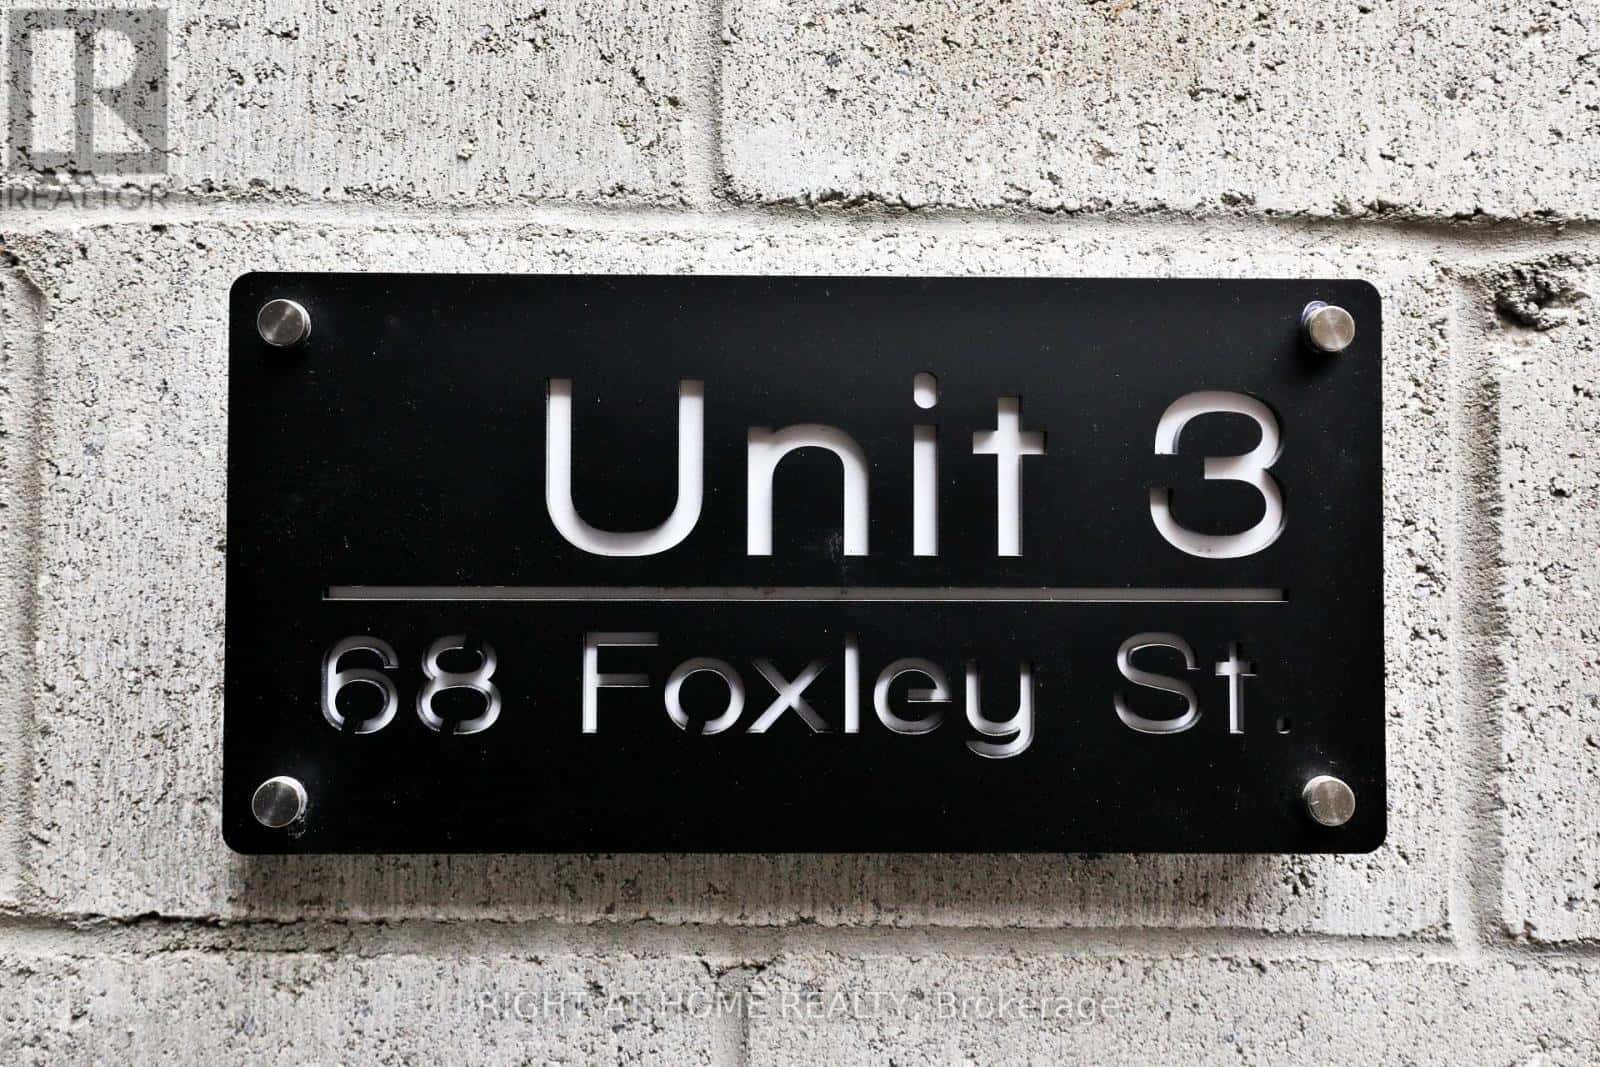 R
REALTOR
Unit 3
68 Foxley St.
RIGHT AT HOME REALTY, Brokerage